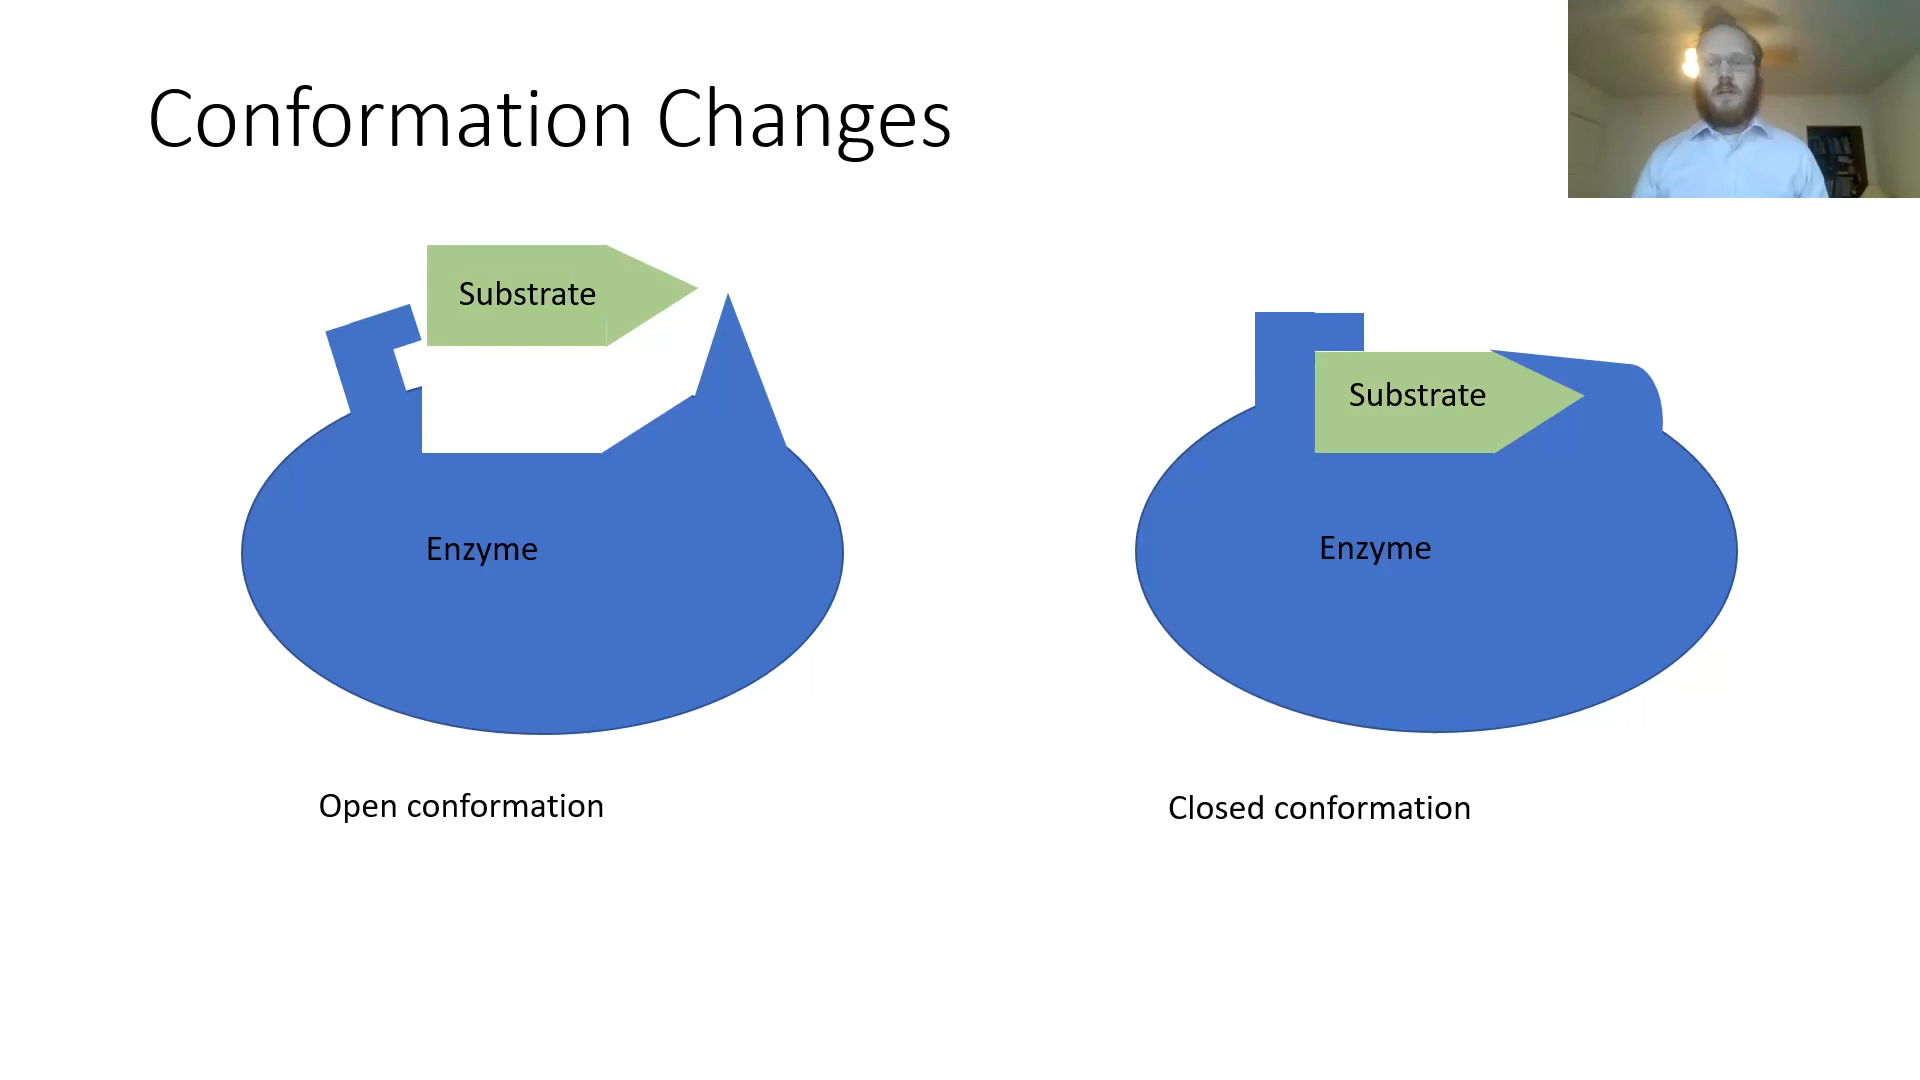 Conformation Changes
Substrate
Enzyme
Open conformation
Substrate
Enzyme
Closed conformation